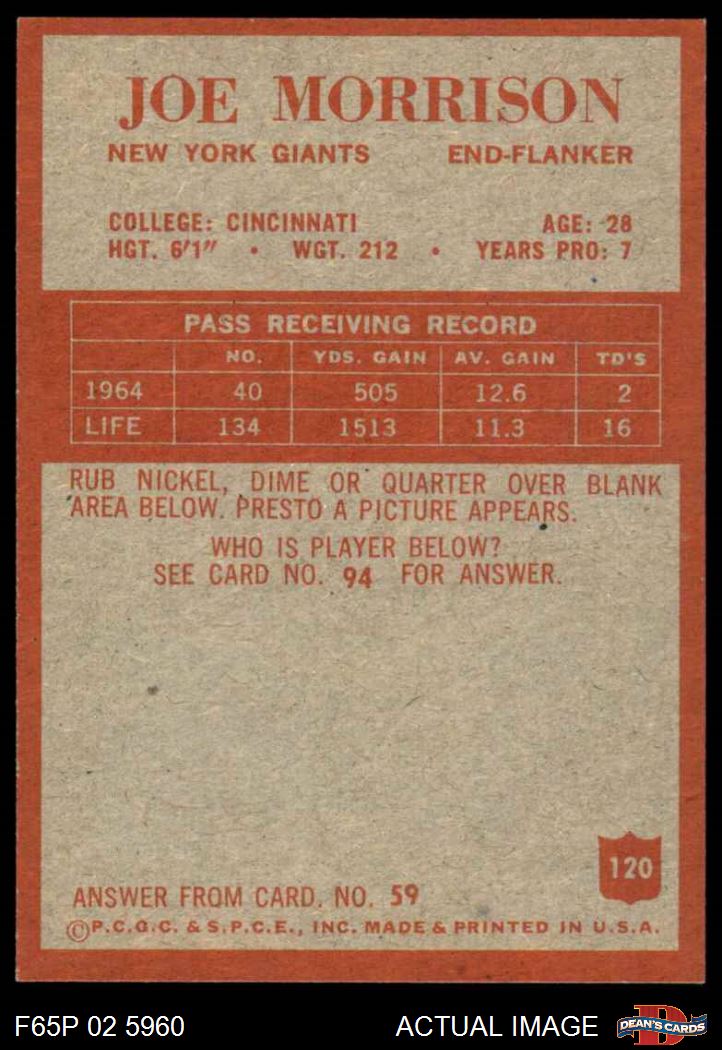 JOE MORRISON
NEW YORK GIANTS END-FLANKER
COLLEGE: CINCINNATI AGE: 28
HGT. 6'1" • WGT. 212 • YEARS PRO: 7
PASS RECEIVING RECORD
NO. YDS. GAIN AV. GAIN TD'S
1964 40 505 12.6 2
LIFE 134 1513 11.3 16
RUB NICKEL, DIME OR QUARTER OVER BLANK
AREA BELOW. PRESTO A PICTURE APPEARS.
WHO IS PLAYER BELOW?
SEE CARD NO. 94 FOR ANSWER.
120
ANSWER FROM CARD. NO. 59
©P.C.G.C. & S.P.C.E., INC. MADE & PRINTED IN U.S.A.
F65P 02 5960 ACTUAL IMAGE D DEAN'S CARDS